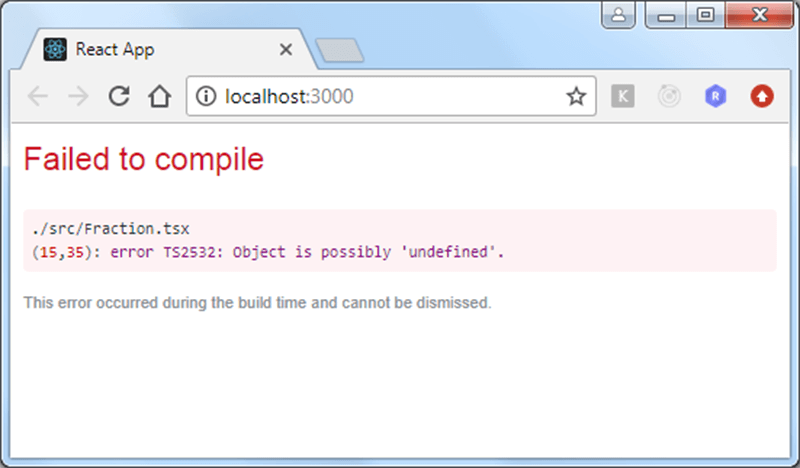 React App
localhost:3000
K
R
Failed to compile
./src/Fraction.tsx
(15,35): error TS2532: Object is possibly 'undefined'.
This error occurred during the build time and cannot be dismissed.